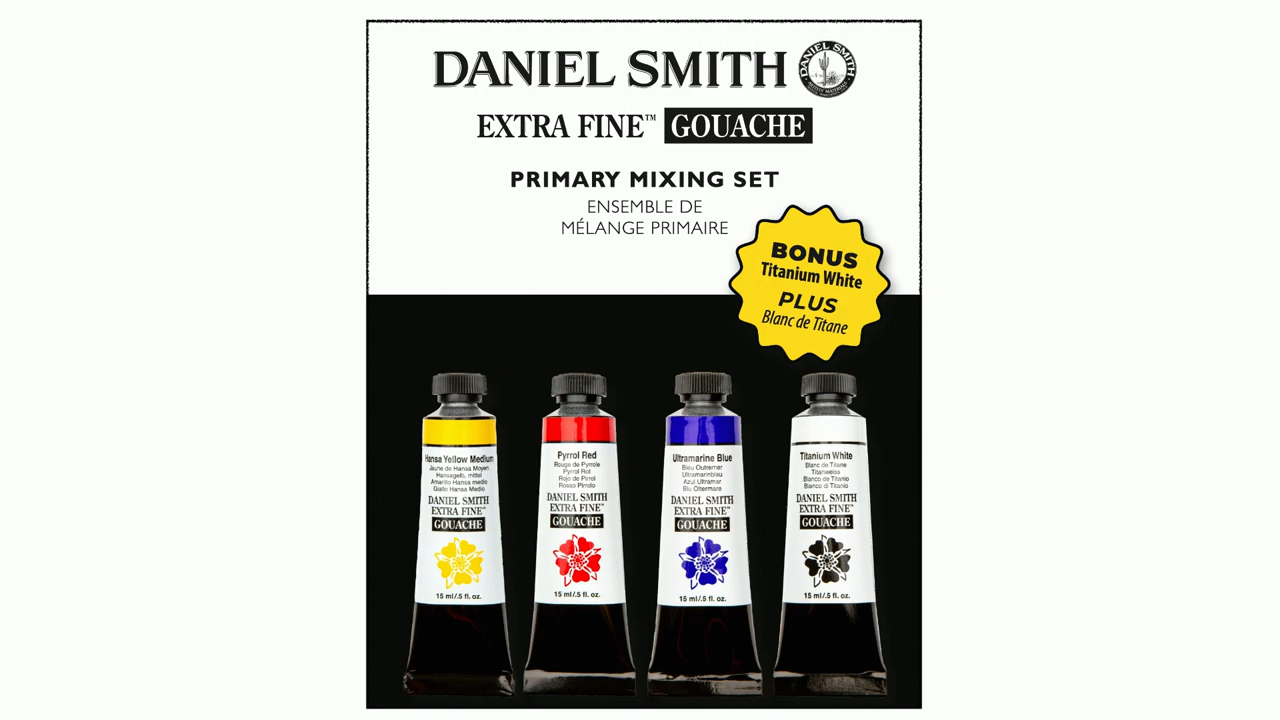 DANIEL SMITH
DANIEL SMITH
EXTRA FINE™ GOUACHE
PRIMARY MIXING SET
ENSEMBLE DE
MÉLANGE PRIMAIRE
BONUS
Titanium White
PLUS
Blanc de Titane
Hansa Yellow Medium
Jaune de Hansa Moyen
Hansagelb, mittel
Amarillo Hansa medio
Giallo Hansa Medio
DANIEL SMITH
EXTRA FINE™
GOUACHE
15 ml/.5 fl. oz.
Pyrrol Red
Rouge de Pyrrole
Pyrrol Rot
Rojo de Pirrol
Rosso Pirrolo
DANIEL SMITH
EXTRA FINE™
GOUACHE
15 ml/.5 fl. oz.
Ultramarine Blue
Bleu Outremer
Ultramarinblau
Azul Ultramar
Blu Oltermare
DANIEL SMITH
EXTRA FINE™
GOUACHE
15 ml/.5 fl. oz.
Titanium White
Blanc de Titane
Titanweiss
Blanco de Titanio
Bianco di Titanio
DANIEL SMITH
EXTRA FINE™
GOUACHE
15 ml/.5 fl. oz.